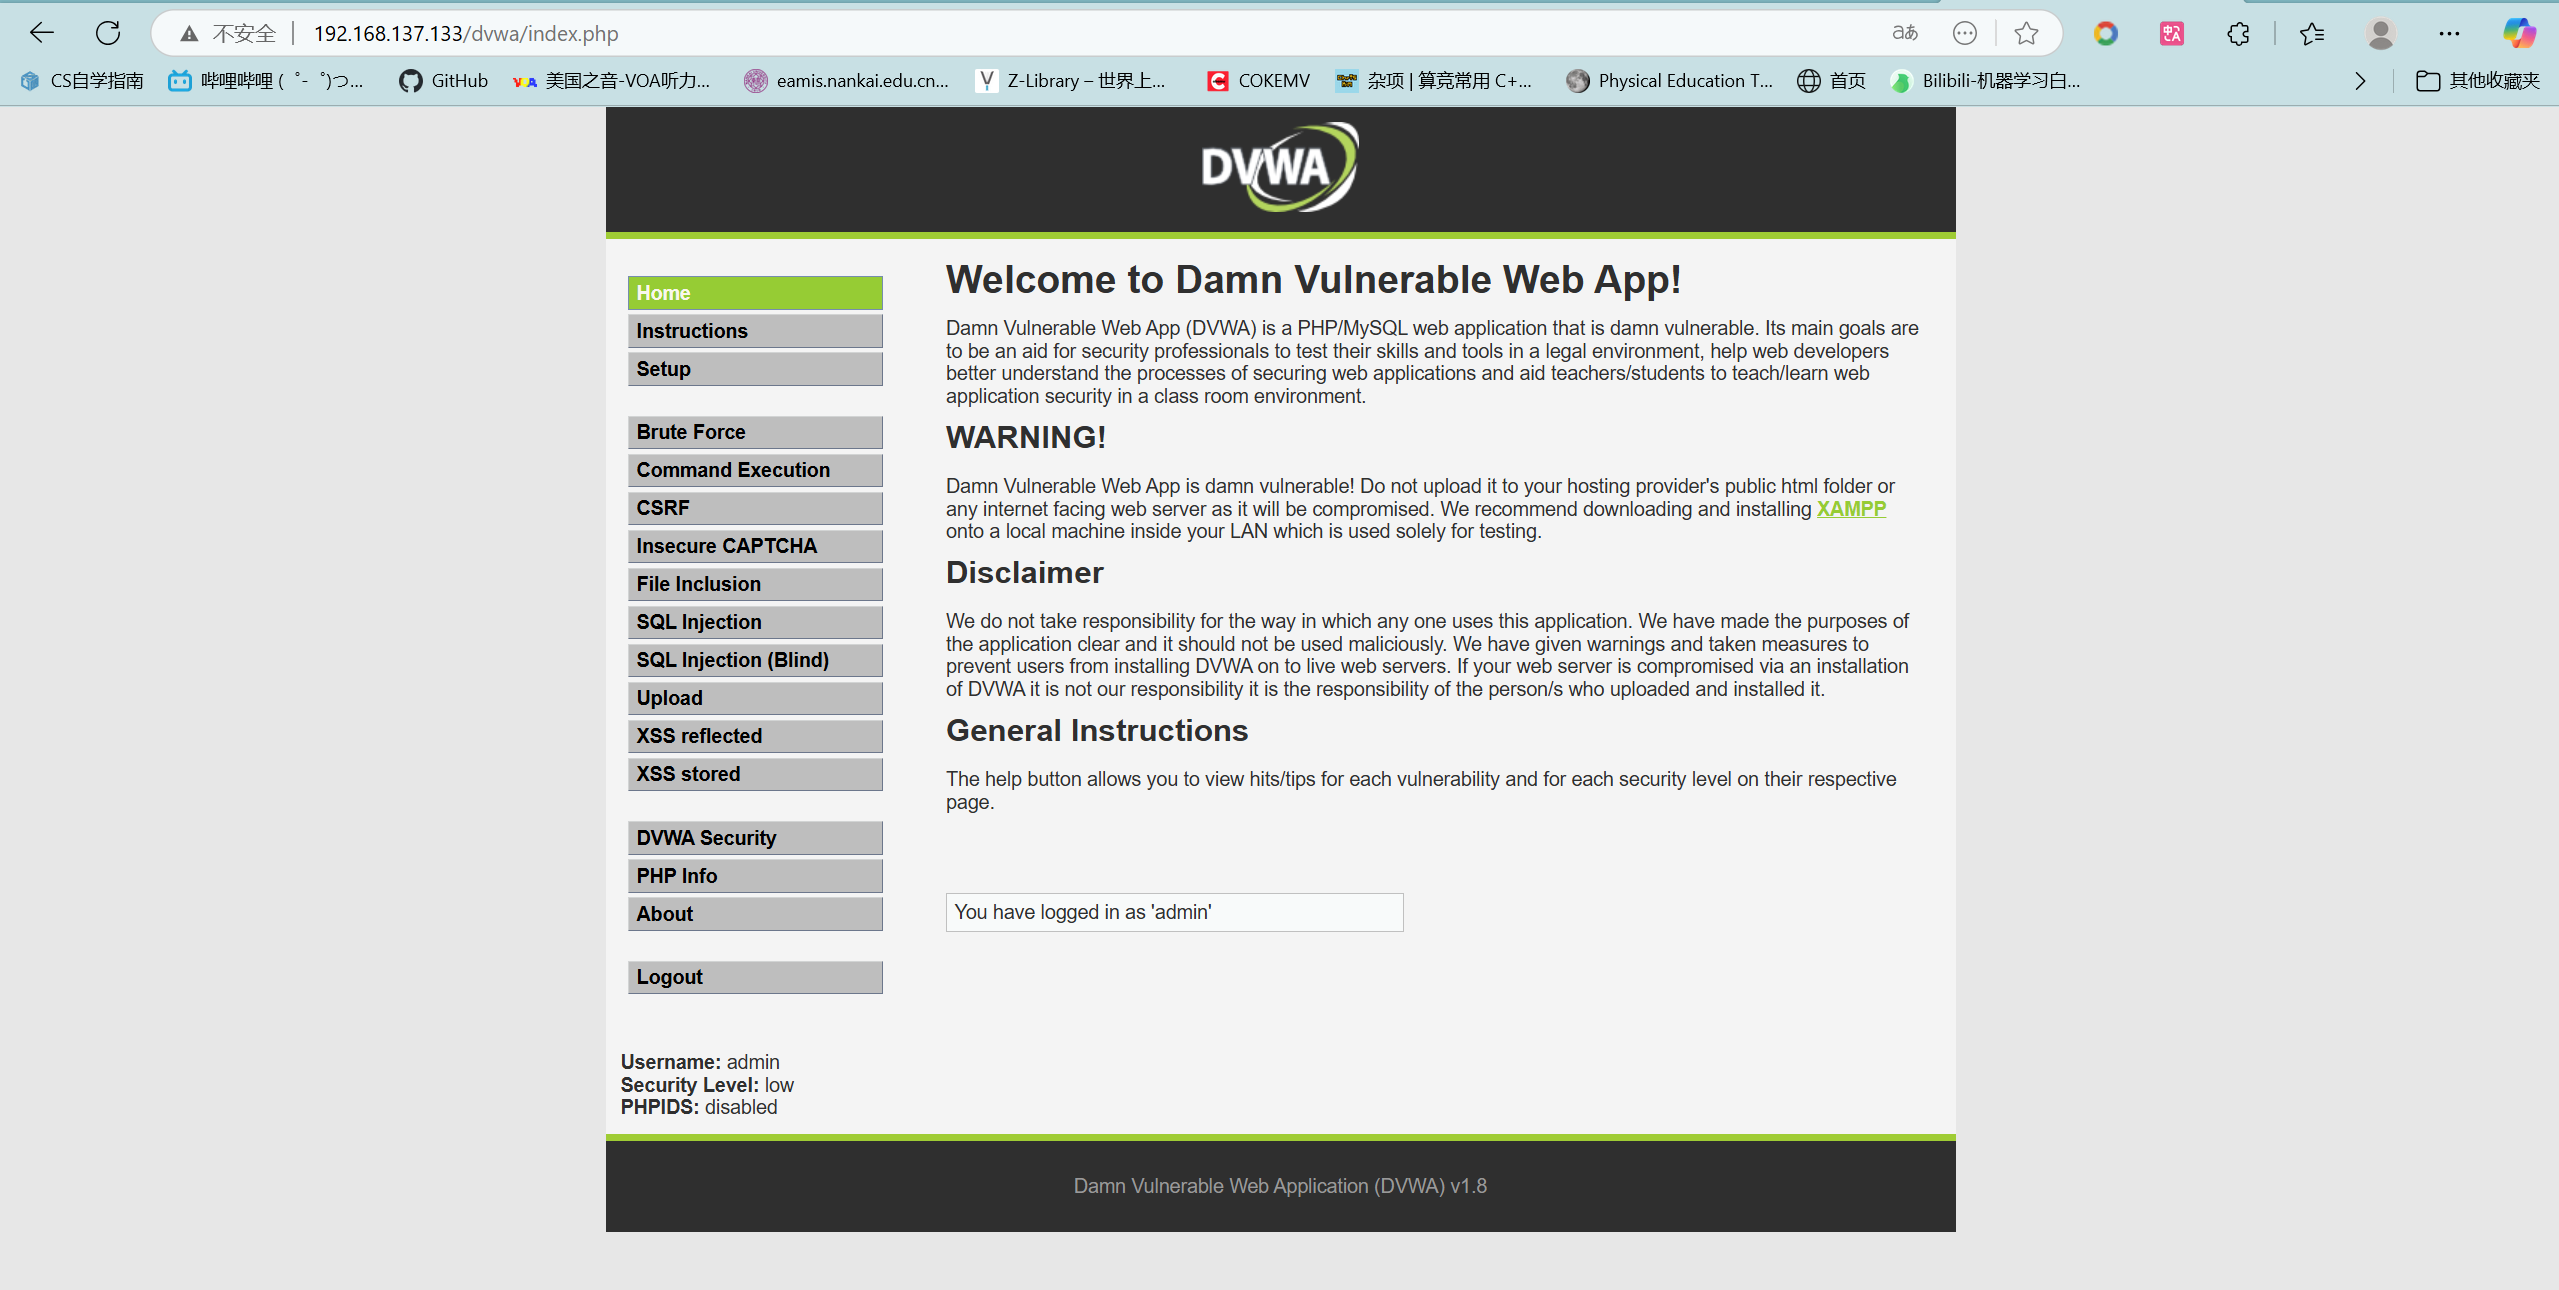 不安全 192.168.137.133/dvwa/index.php aあ
CS自学指南 哔哩哔哩 ( ゜- ゜)つ... GitHub VOA 美国之音-VOA听力... eamis.nankai.edu.cn... Z-Library – 世界上... COKEMV 杂项 | 算竞常用 C+... Physical Education T... 首页 Bilibili-机器学习白... 其他收藏夹
DVWA
Home
Instructions
Setup
Brute Force
Command Execution
CSRF
Insecure CAPTCHA
File Inclusion
SQL Injection
SQL Injection (Blind)
Upload
XSS reflected
XSS stored
DVWA Security
PHP Info
About
Logout
Username: admin
Security Level: low
PHPIDS: disabled
Welcome to Damn Vulnerable Web App!
Damn Vulnerable Web App (DVWA) is a PHP/MySQL web application that is damn vulnerable. Its main goals are
to be an aid for security professionals to test their skills and tools in a legal environment, help web developers
better understand the processes of securing web applications and aid teachers/students to teach/learn web
application security in a class room environment.
WARNING!
Damn Vulnerable Web App is damn vulnerable! Do not upload it to your hosting provider's public html folder or
any internet facing web server as it will be compromised. We recommend downloading and installing XAMPP
onto a local machine inside your LAN which is used solely for testing.
Disclaimer
We do not take responsibility for the way in which any one uses this application. We have made the purposes of
the application clear and it should not be used maliciously. We have given warnings and taken measures to
prevent users from installing DVWA on to live web servers. If your web server is compromised via an installation
of DVWA it is not our responsibility it is the responsibility of the person/s who uploaded and installed it.
General Instructions
The help button allows you to view hits/tips for each vulnerability and for each security level on their respective
page.
You have logged in as 'admin'
Damn Vulnerable Web Application (DVWA) v1.8